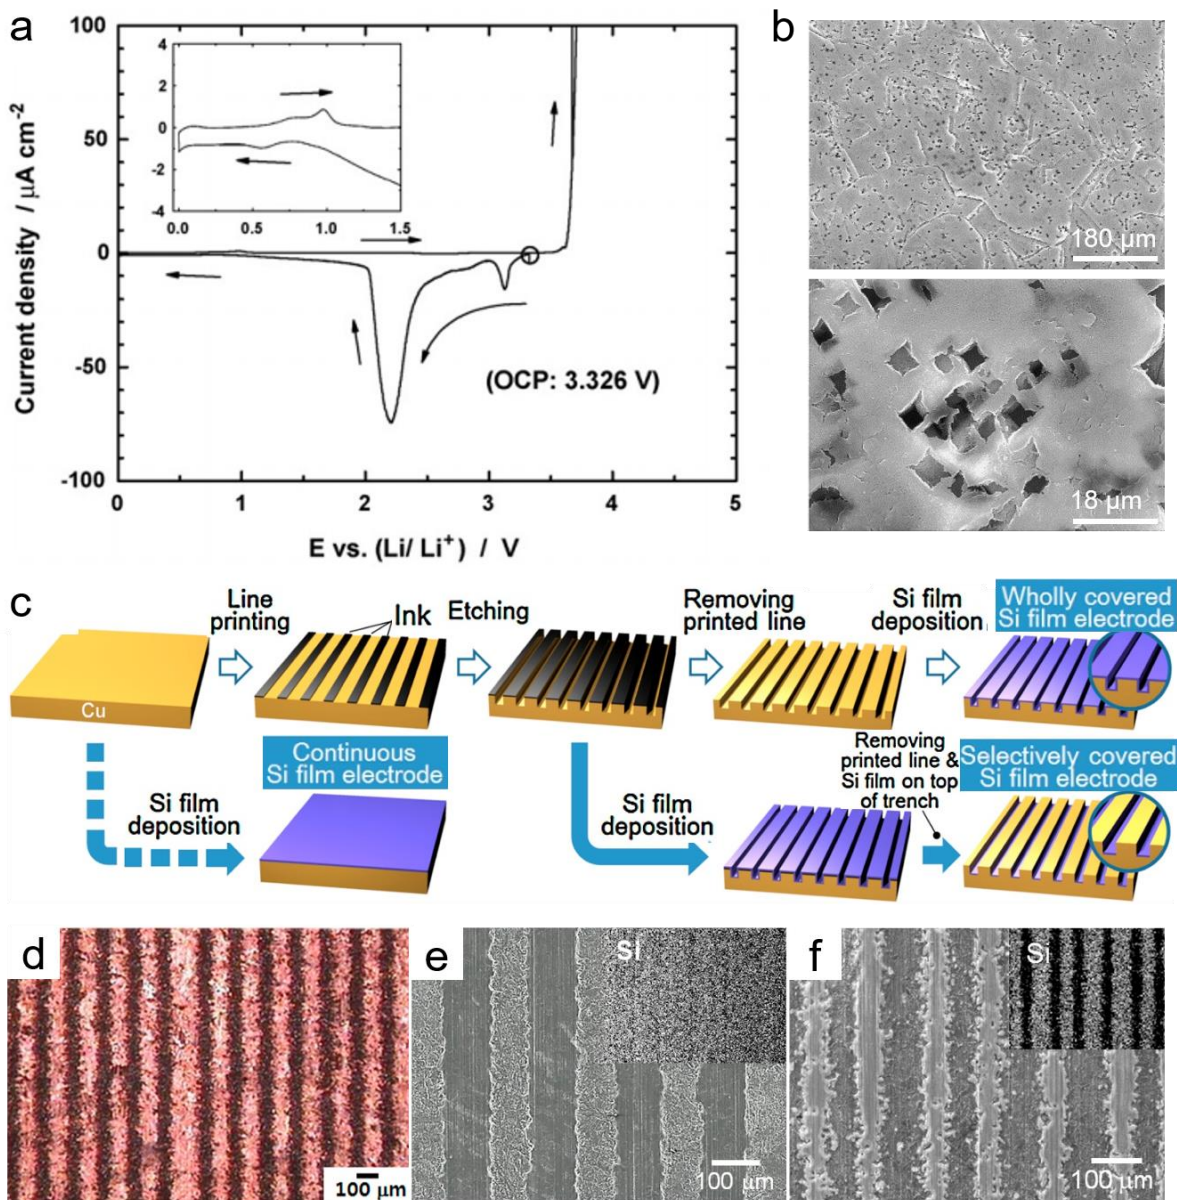 a
100
50
0
-50
-100
Current density / μA cm⁻²
4
2
0
-2
-4
0.0 0.5 1.0 1.5
(OCP: 3.326 V)
0 1 2 3 4 5
E vs. (Li/ Li⁺) / V
b
180 μm
18 μm
c
Line
printing
Ink
Etching
Removing
printed line
Si film
deposition
Wholly covered
Si film electrode
Cu
Continuous
Si film electrode
Si film
deposition
Si film
deposition
Removing
printed line &
Si film on top
of trench
Selectively covered
Si film electrode
d
100 μm
e
Si
100 μm
f
Si
100 μm